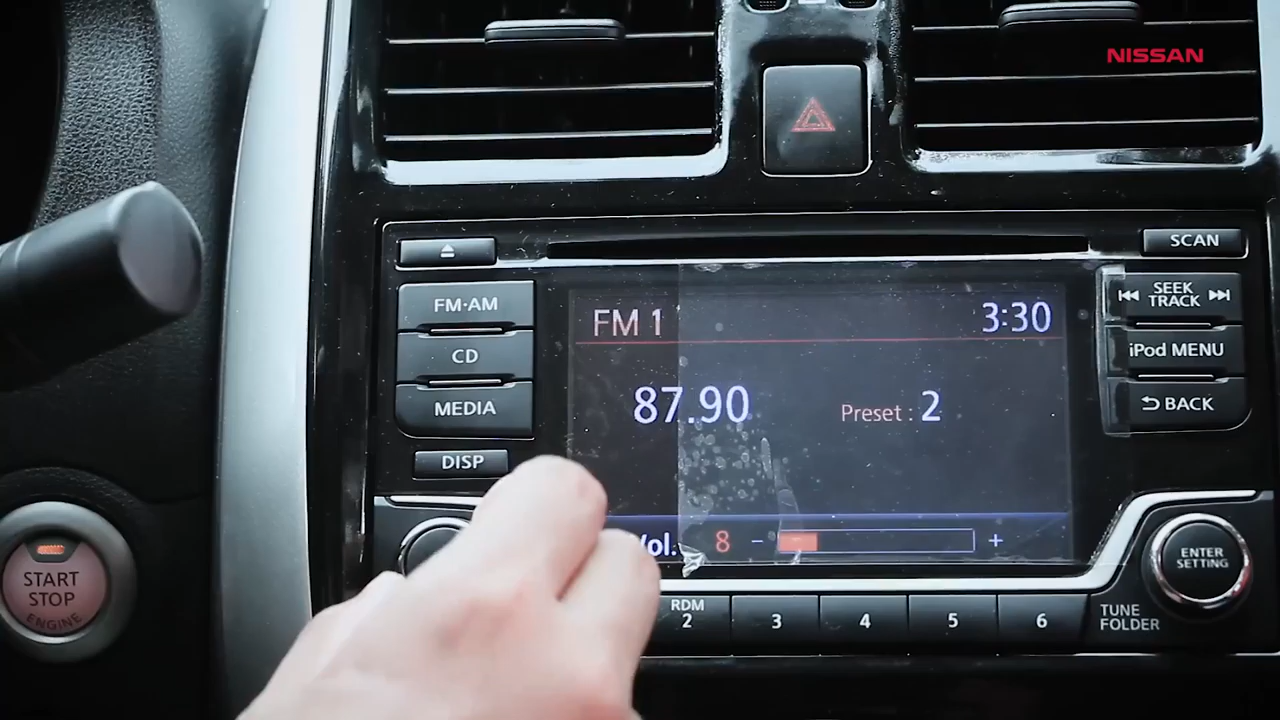 NISSAN
SCAN
FM·AM
SEEK
TRACK
FM 1
3:30
CD
iPod MENU
87.90
Preset : 2
MEDIA
BACK
DISP
Vol. 8 - +
ENTER
SETTING
START
STOP
ENGINE
RDM
2
3
4
5
6
TUNE
FOLDER